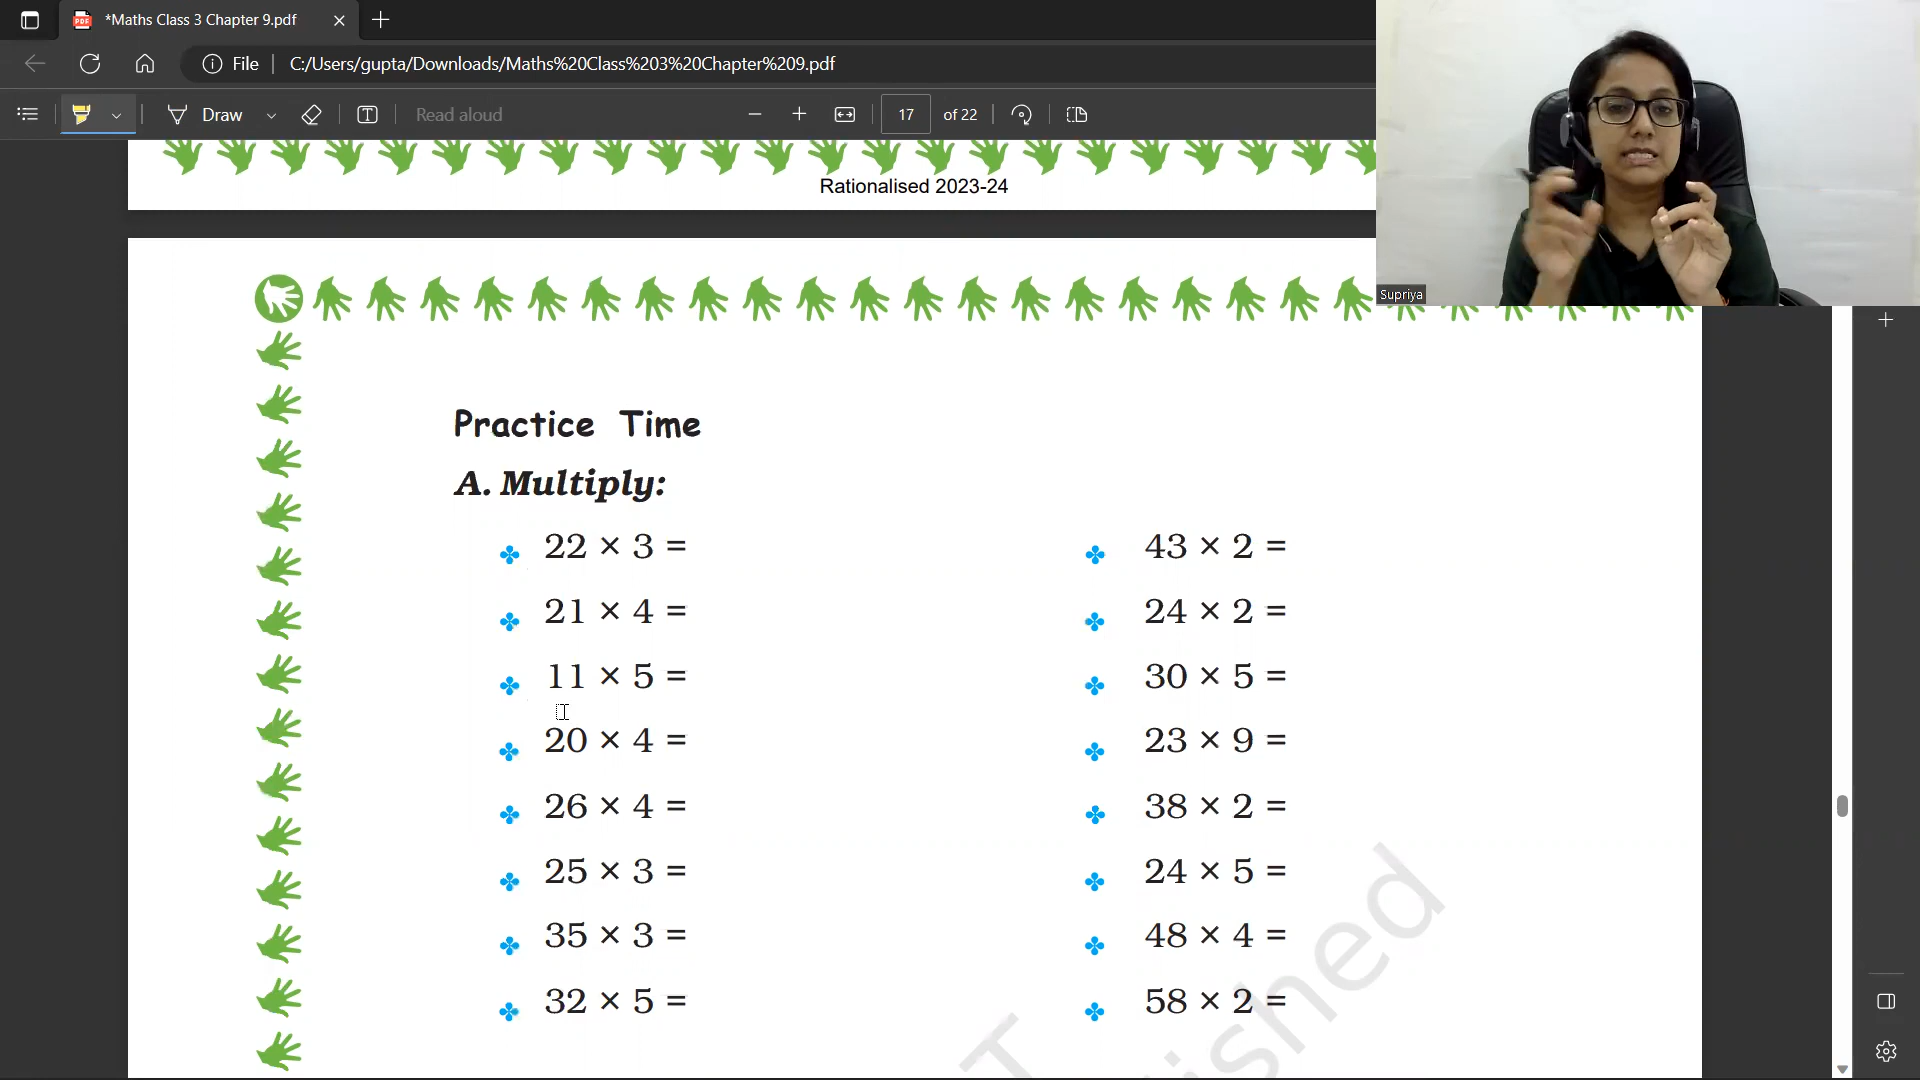 *Maths Class 3 Chapter 9.pdf
File
C:/Users/gupta/Downloads/Maths%20Class%203%20Chapter%209.pdf
Draw
Read aloud
17
of 22
Rationalised 2023-24
Supriya
Practice Time
A. Multiply:
22 × 3 =
43 × 2 =
21 × 4 =
24 × 2 =
11 × 5 =
30 × 5 =
20 × 4 =
23 × 9 =
26 × 4 =
38 × 2 =
25 × 3 =
24 × 5 =
35 × 3 =
48 × 4 =
32 × 5 =
58 × 2 =